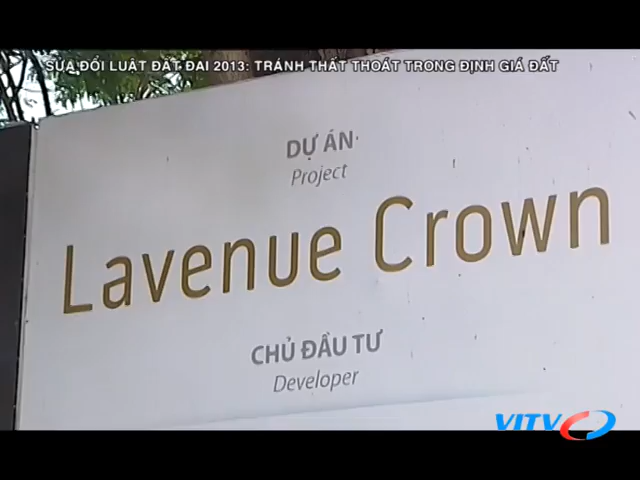 SỬA ĐỔI LUẬT ĐẤT ĐAI 2013: TRÁNH THẤT THOÁT TRONG ĐỊNH GIÁ ĐẤT
DỰ ÁN
Project
Lavenue Crown
CHỦ ĐẦU TƯ
Developer
VITV